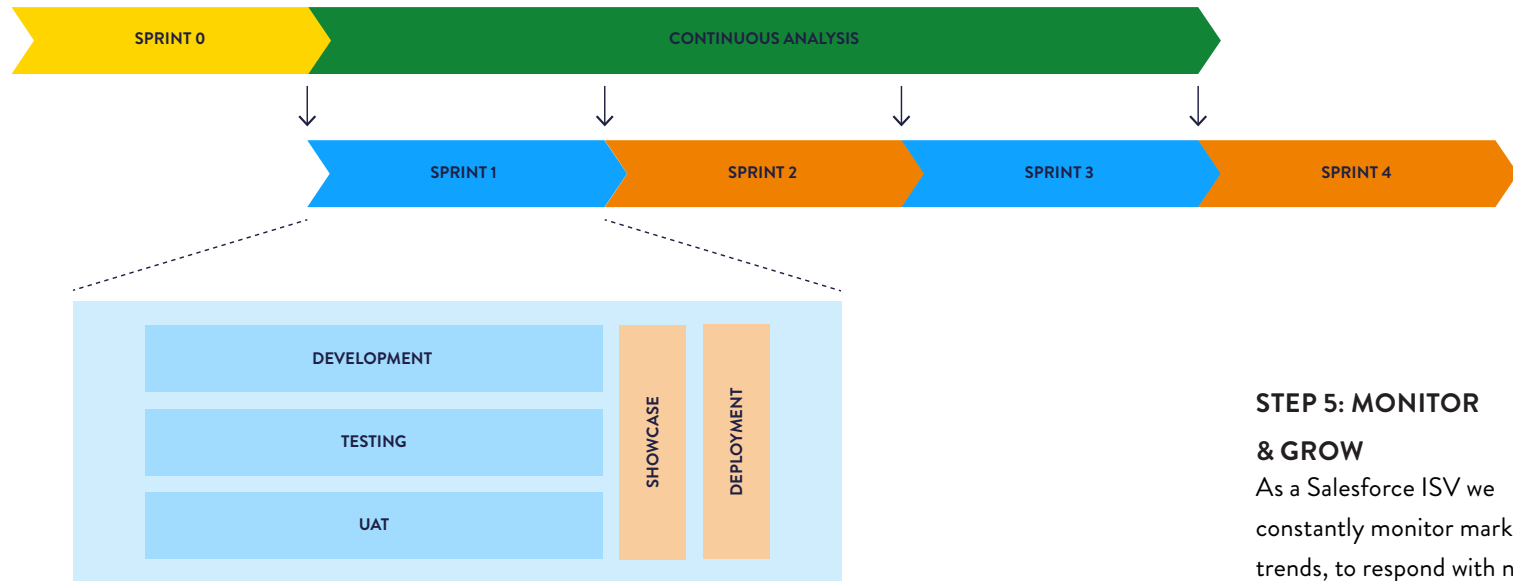 SPRINT 0
CONTINUOUS ANALYSIS
SPRINT 1
SPRINT 2
SPRINT 3
SPRINT 4
DEVELOPMENT
TESTING
UAT
SHOWCASE
DEPLOYMENT
STEP 5: MONITOR
& GROW
As a Salesforce ISV we
constantly monitor
trends, to respond with